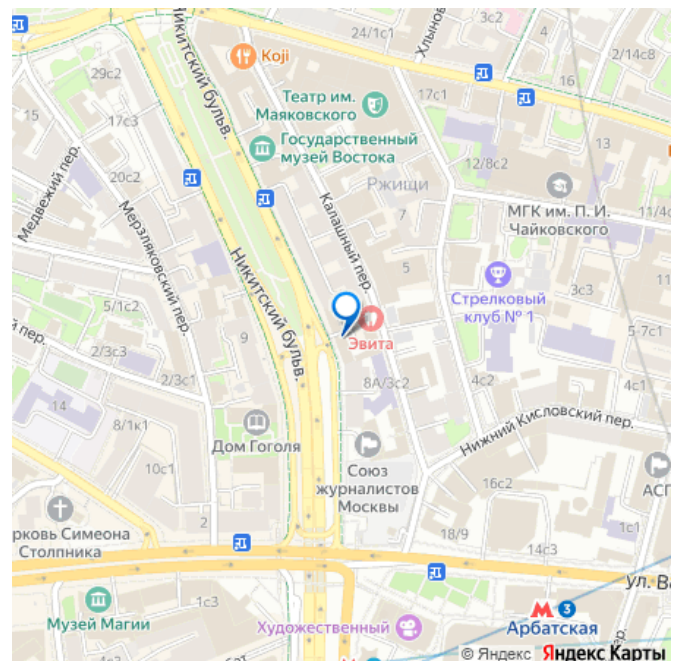 24/1с1
3с2
Хлынов
2/14с8
Koji
4
29с2
16
17с1
Театр им.
Маяковского
15
17с3
Никитский бульв.
13
Государственный
музей Востока
12/8с2
20с2
Ржищи
Медвежий пер.
Мерзляковский пер.
Калашный пер.
7
МГК им. П. И.
Чайковского
11/4с
5
Никитский бульв.
Стрелковый
клуб № 1
11
5/1с2
пер.
Эвита
5-7с1
9
2/3с3
2/3с1
8А/3с2
4с2
4с1
14
8/1к1
Дом Гоголя
Нижний Кисловский пер.
10с1
Союз
журналистов
Москвы
16с2
АСГ
2
рковь Симеона
Столпника
18/9
1с1
14с3
ул. Ва
1с3
Музей Магии
Художественный
М 3
Арбатская
М
© Яндекс Яндекс Карты